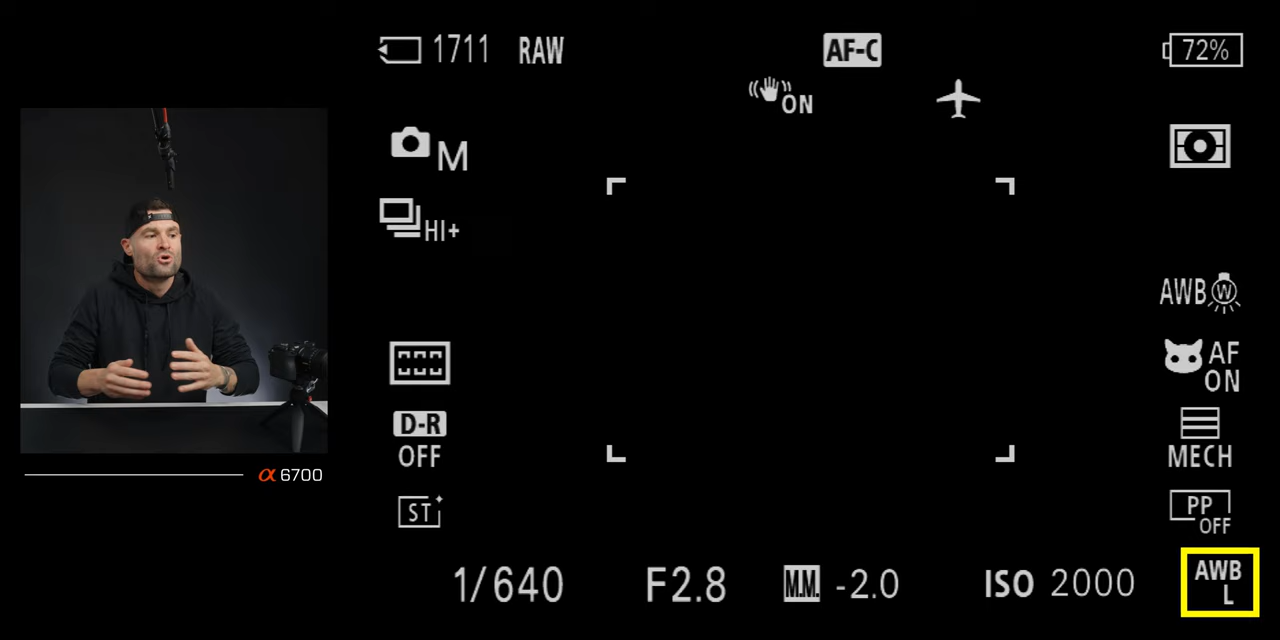 1711 RAW AF-C 72%
ON
M
HI+
AWB W
AF
ON
D-R
OFF
MECH
α 6700
ST
PP
OFF
1/640 F2.8 M.M. -2.0 ISO 2000 AWB
L